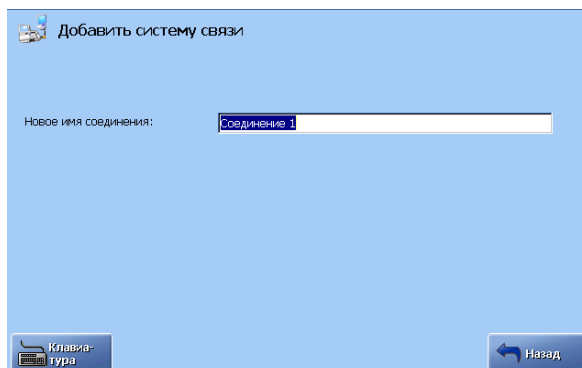 Добавить систему связи
Новое имя соединения:
Соединение 1
Клавиа-
тура
Назад